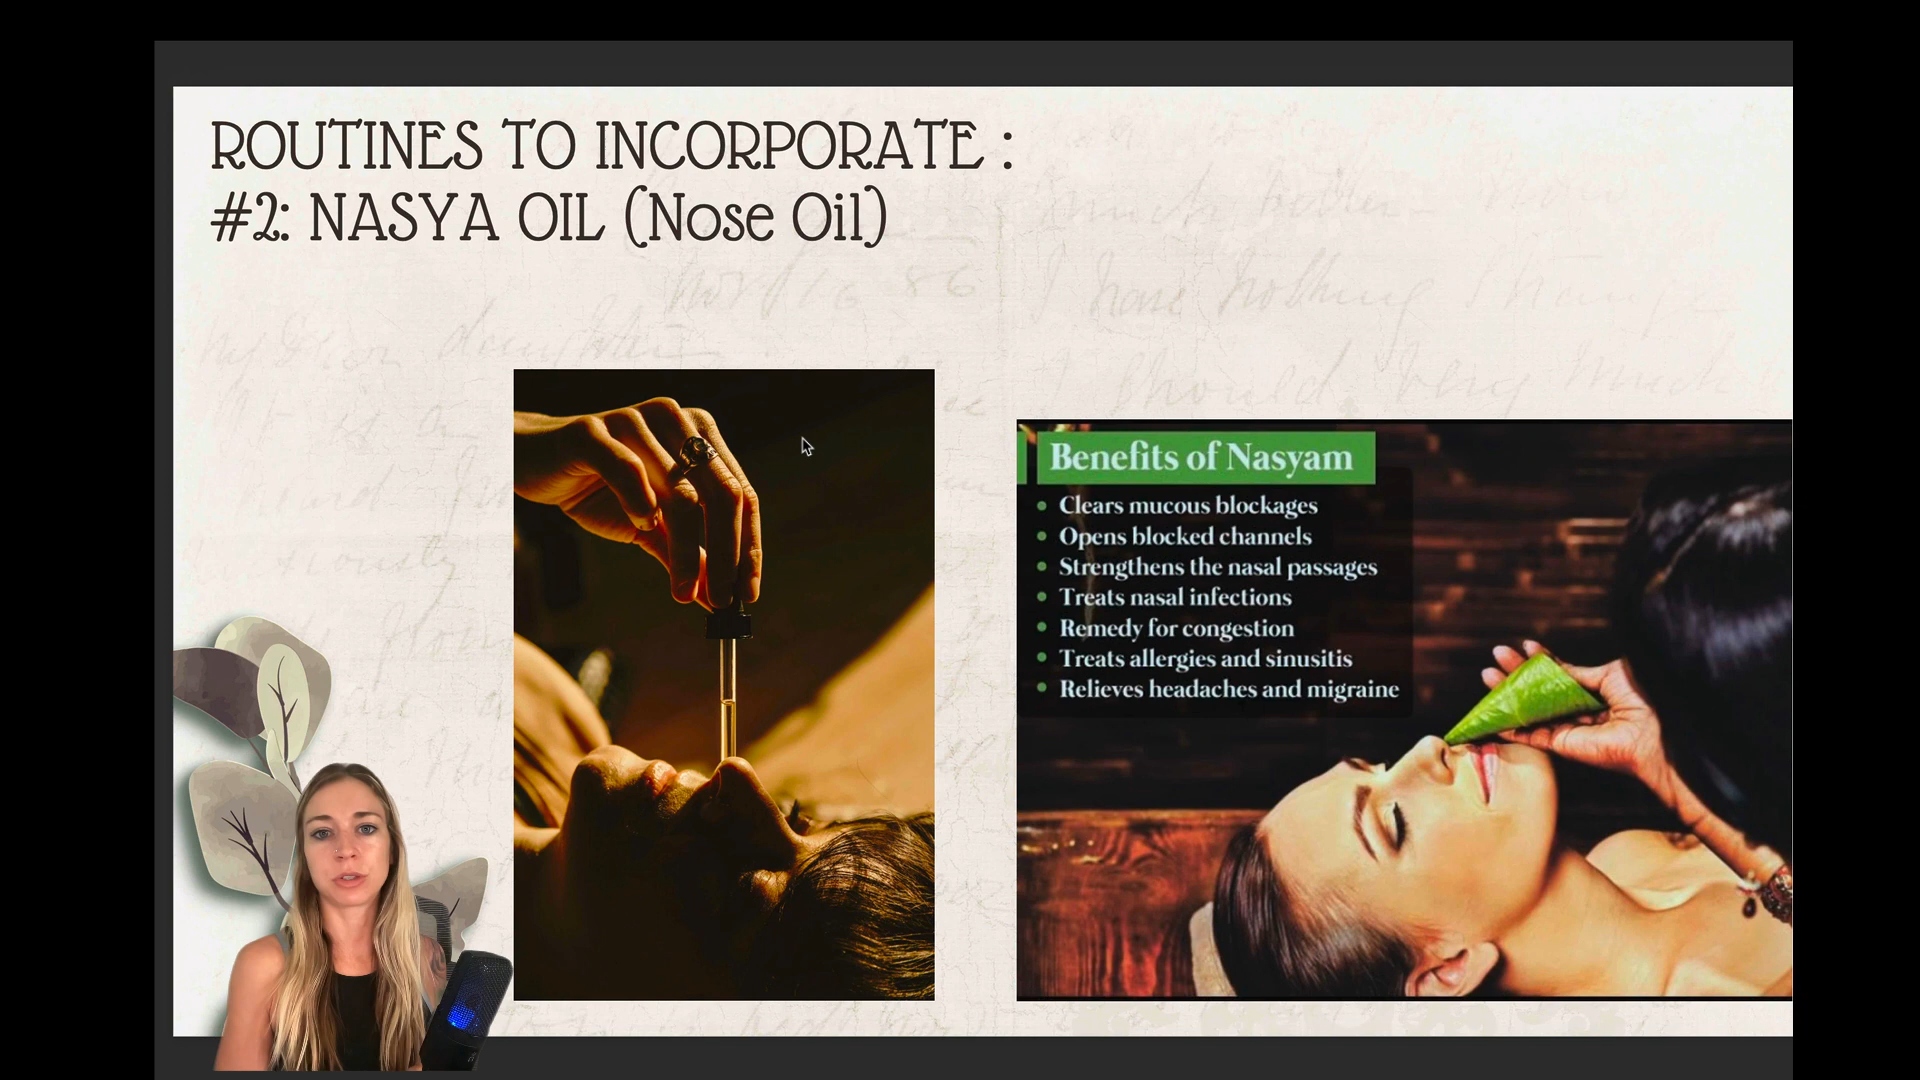 ROUTINES TO INCORPORATE :
#2: NASYA OIL (Nose Oil)
Benefits of Nasyam
• Clears mucous blockages
• Opens blocked channels
• Strengthens the nasal passages
• Treats nasal infections
• Remedy for congestion
• Treats allergies and sinusitis
• Relieves headaches and migraine